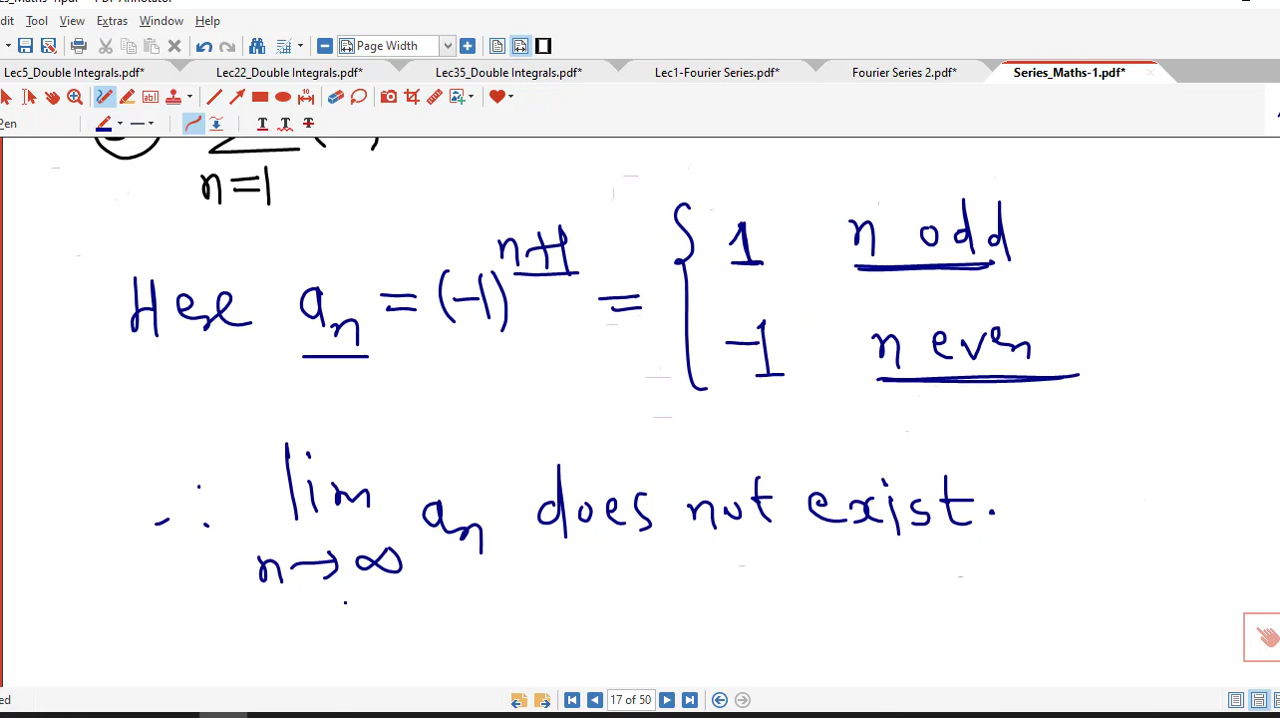 dit Tool View Extras Window Help
Page Width
Lec5_Double Integrals.pdf* Lec22_Double Integrals.pdf* Lec35_Double Integrals.pdf* Lec1-Fourier Series.pdf* Fourier Series 2.pdf* Series_Maths-1.pdf*
n=1
Here aₙ = (-1)ⁿ⁺¹ = { 1 n odd
-1 n even
∴ lim aₙ does not exist.
n→∞
17 of 50